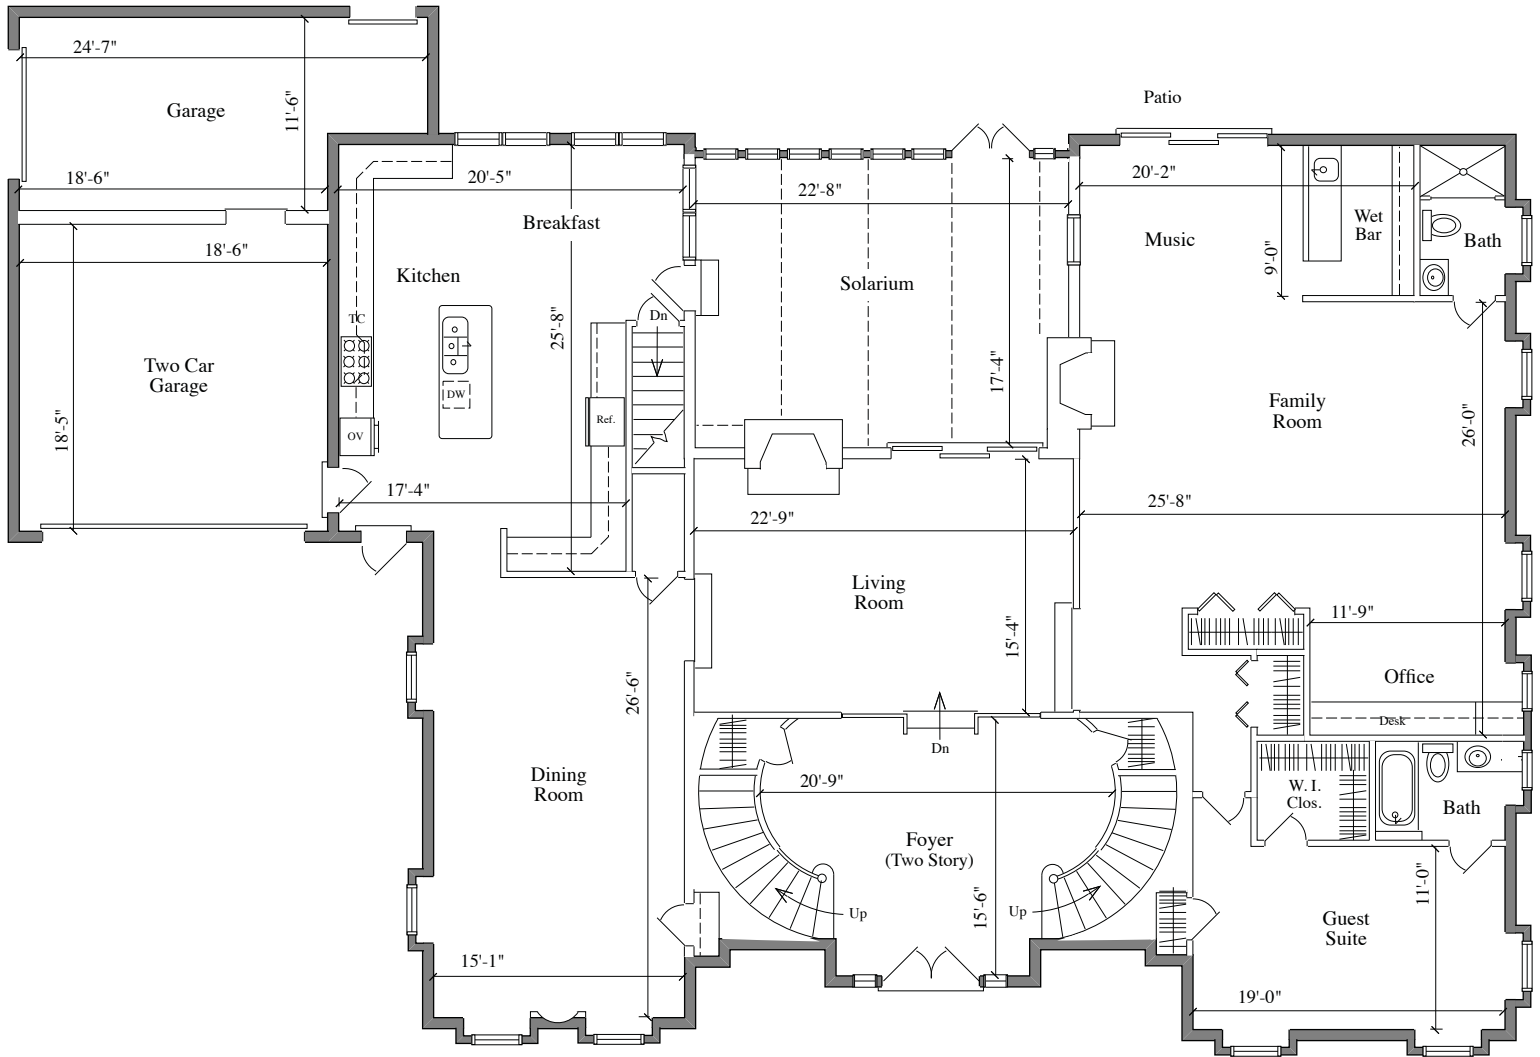 24'-7"
Patio
Garage
11'-6"
18'-6"
20'-5"
22'-8"
20'-2"
Breakfast
Wet
Bar
Music
Bath
18'-6"
9'-0"
Kitchen
Solarium
TC
Dn
25'-8"
Two Car
Garage
17'-4"
DW
Family
Room
Ref.
OV
18'-5"
26'-0"
17'-4"
22'-9"
25'-8"
Living
Room
11'-9"
15'-4"
Office
26'-6"
Desk
Dn
Dining
Room
20'-9"
W. I.
Clos.
Bath
Foyer
(Two Story)
11'-0"
Up
15'-6"
Up
Guest
Suite
15'-1"
19'-0"